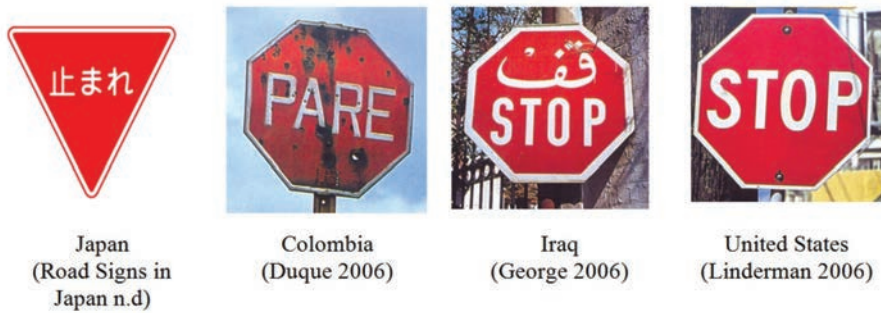 止まれ
PARE
قف
STOP
STOP
Japan
(Road Signs in
Japan n.d)
Colombia
(Duque 2006)
Iraq
(George 2006)
United States
(Linderman 2006)